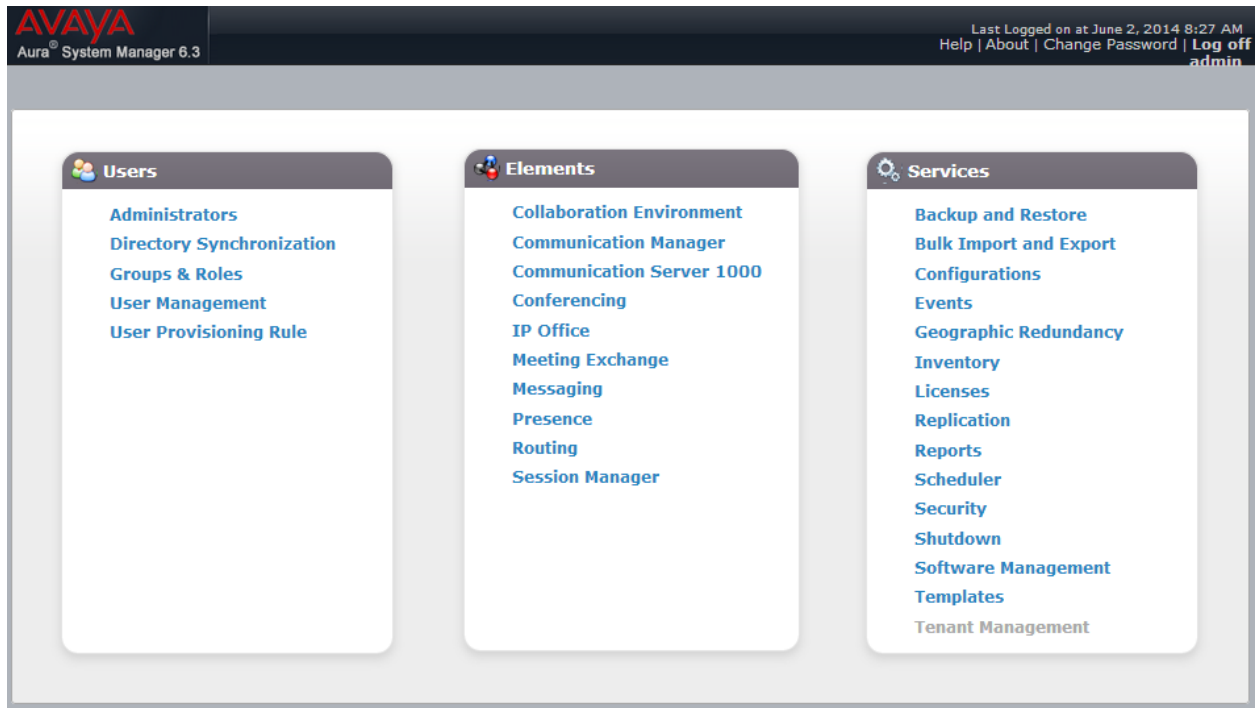 AVAYA
Aura® System Manager 6.3
Last Logged on at June 2, 2014 8:27 AM
Help | About | Change Password | Log off
admin
Users
Administrators
Directory Synchronization
Groups & Roles
User Management
User Provisioning Rule
Elements
Collaboration Environment
Communication Manager
Communication Server 1000
Conferencing
IP Office
Meeting Exchange
Messaging
Presence
Routing
Session Manager
Services
Backup and Restore
Bulk Import and Export
Configurations
Events
Geographic Redundancy
Inventory
Licenses
Replication
Reports
Scheduler
Security
Shutdown
Software Management
Templates
Tenant Management